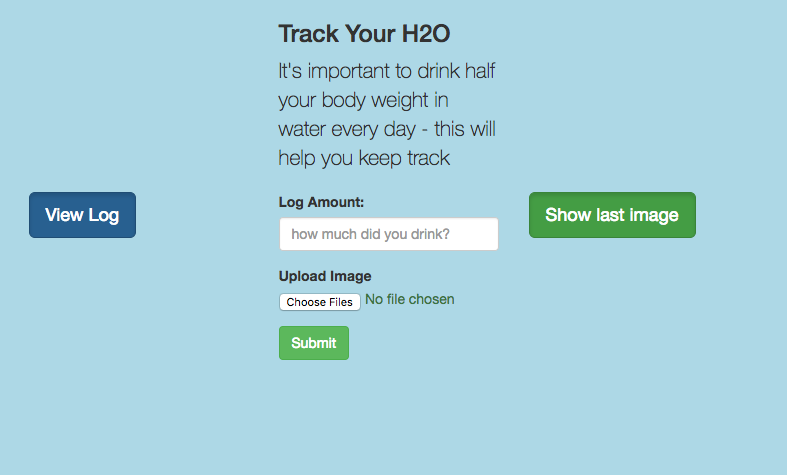 Track Your H2O
It's important to drink half
your body weight in
water every day - this will
help you keep track
View Log
Log Amount:
how much did you drink?
Upload Image
Choose Files No file chosen
Submit
Show last image